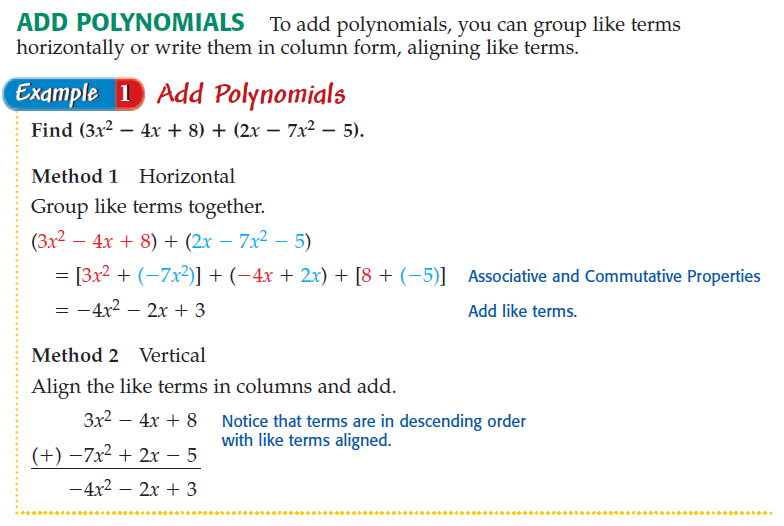 ADD POLYNOMIALS To add polynomials, you can group like terms
horizontally or write them in column form, aligning like terms.
Example 1 Add Polynomials
Find (3x² − 4x + 8) + (2x − 7x² − 5).
Method 1 Horizontal
Group like terms together.
(3x² − 4x + 8) + (2x − 7x² − 5)
= [3x² + (−7x²)] + (−4x + 2x) + [8 + (−5)] Associative and Commutative Properties
= −4x² − 2x + 3 Add like terms.
Method 2 Vertical
Align the like terms in columns and add.
3x² − 4x + 8 Notice that terms are in descending order
with like terms aligned.
(+) −7x² + 2x − 5
−4x² − 2x + 3